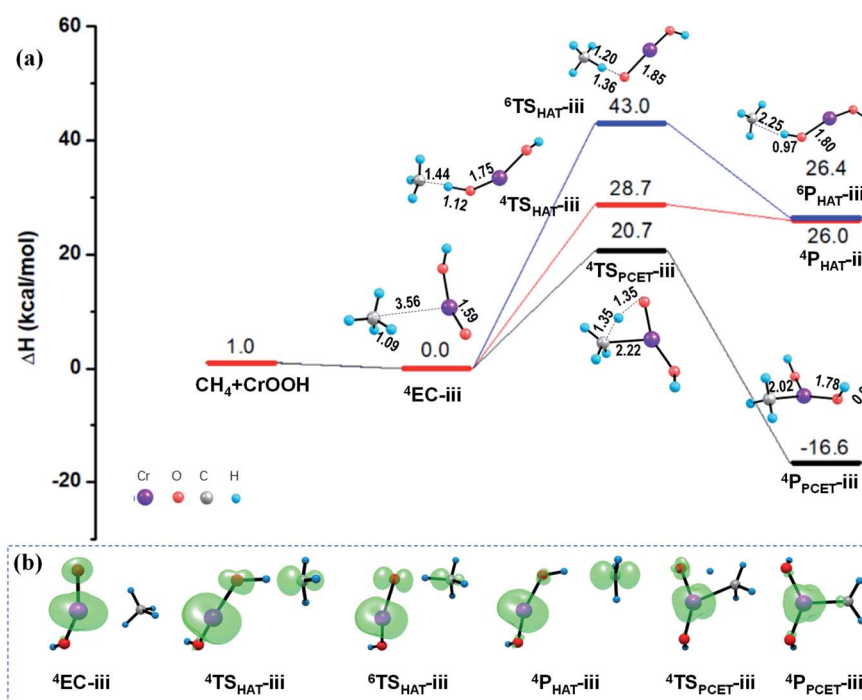 (a)
60
40
20
0
-20
ΔH (kcal/mol)
1.20
1.36
1.85
⁶TS_HAT-iii
43.0
2.25
0.97
1.80
26.4
⁶P_HAT-iii
1.44
1.12
1.75
⁴TS_HAT-iii
28.7
26.0
⁴P_HAT-ii
20.7
⁴TS_PCET-iii
3.56
1.09
1.59
1.35
1.35
2.22
1.0
CH₄+CrOOH
0.0
⁴EC-iii
2.02
1.78
-16.6
⁴P_PCET-iii
Cr O C H
(b)
⁴EC-iii ⁴TS_HAT-iii ⁶TS_HAT-iii ⁴P_HAT-iii ⁴TS_PCET-iii ⁴P_PCET-iii